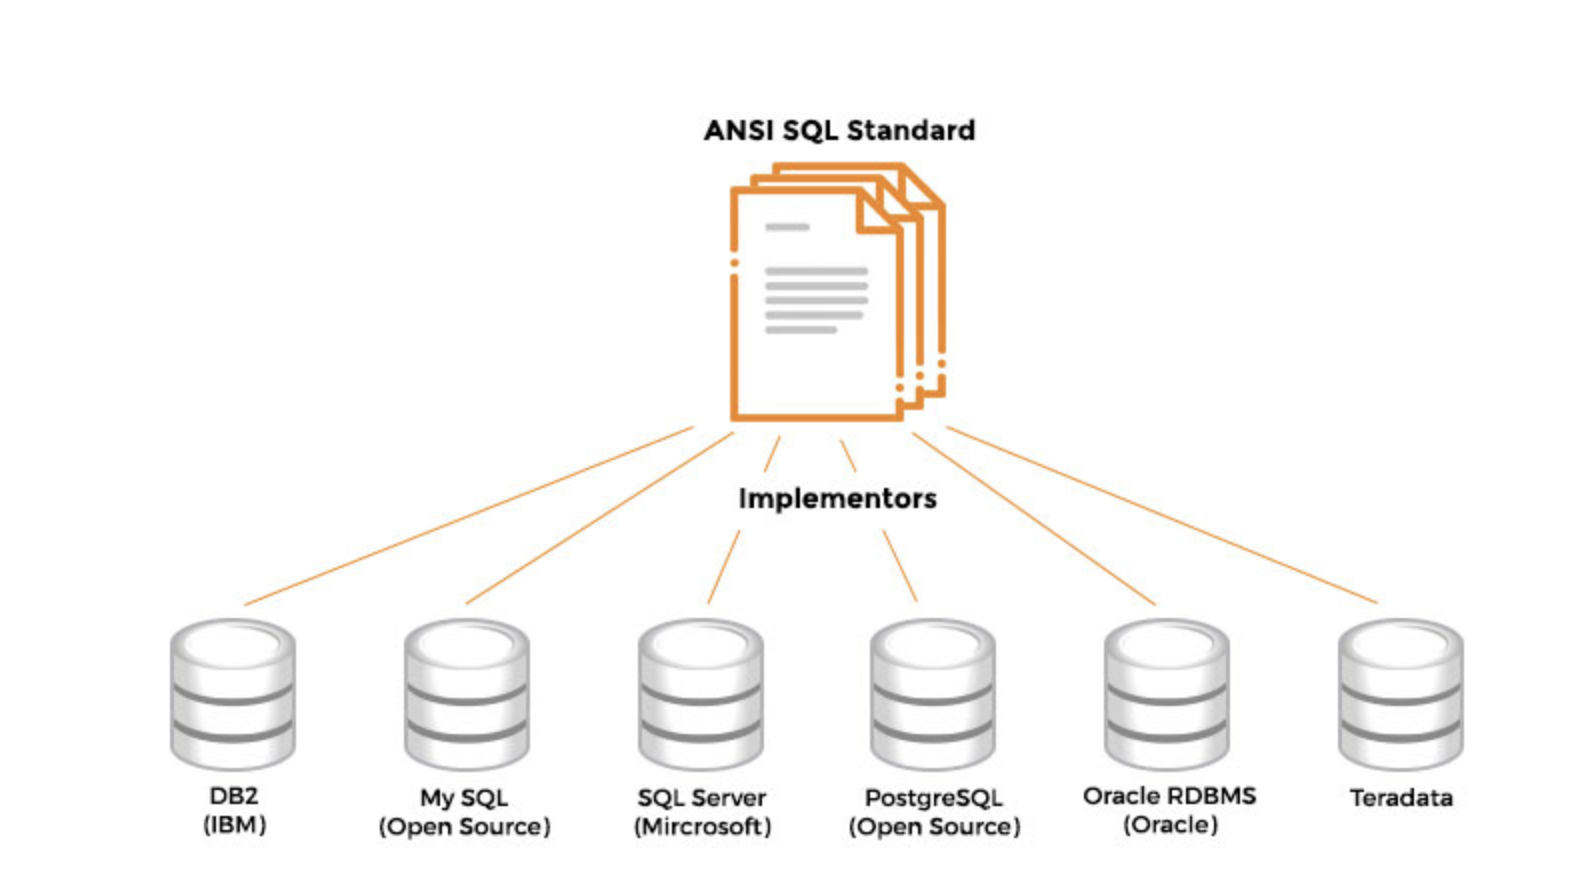 ANSI SQL Standard
Implementors
DB2
(IBM)
My SQL
(Open Source)
SQL Server
(Mircrosoft)
PostgreSQL
(Open Source)
Oracle RDBMS
(Oracle)
Teradata